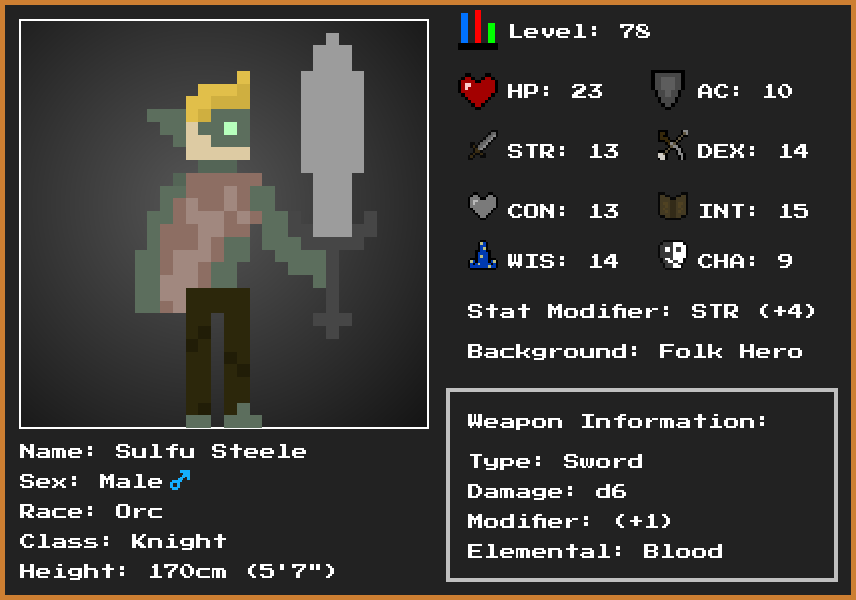 Level: 78
HP: 23 AC: 10
STR: 13 DEX: 14
CON: 13 INT: 15
WIS: 14 CHA: 9
Stat Modifier: STR (+4)
Background: Folk Hero
Weapon Information:
Type: Sword
Damage: d6
Modifier: (+1)
Elemental: Blood
Name: Sulfu Steele
Sex: Male ♂
Race: Orc
Class: Knight
Height: 170cm (5'7")